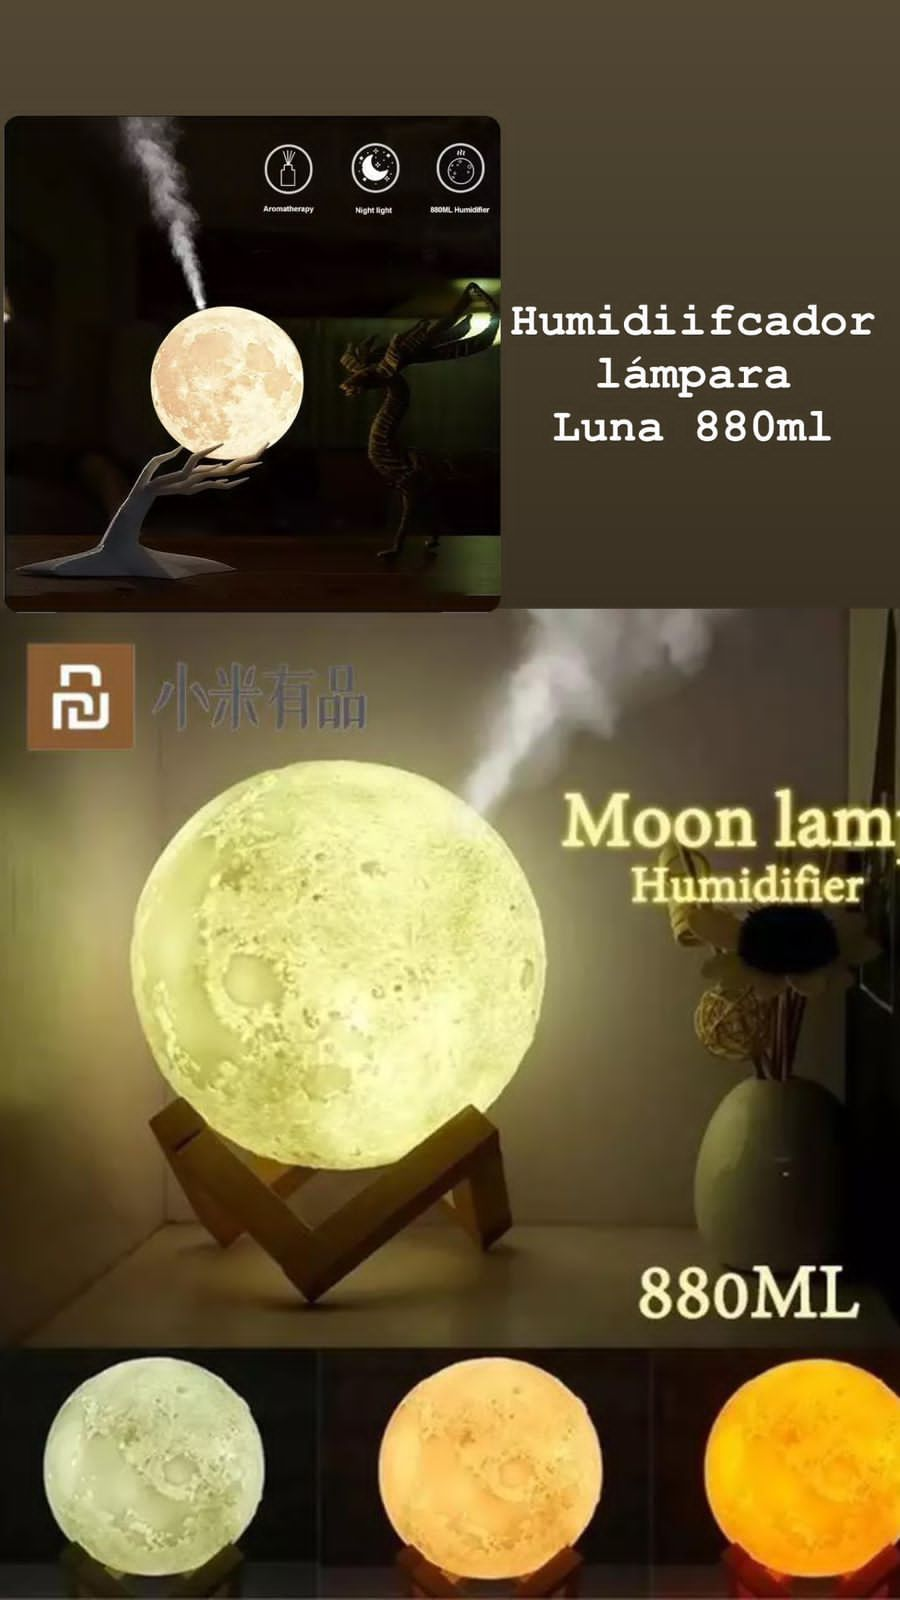 Aromatherapy
Night light
880ML Humidifier
Humidiifcador
lámpara
Luna 880ml
小米有品
Moon lam
Humidifier
880ML